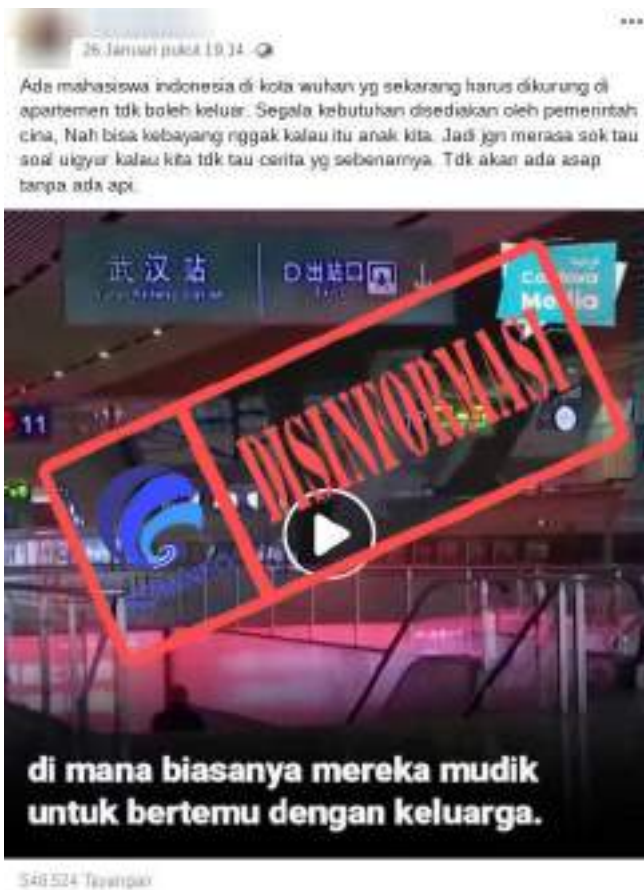 26 Januari pukul 19.14
Ada mahasiswa indonesia di kota wuhan yg sekarang harus dikurung di
apartemen tdk boleh keluar. Segala kebutuhan disediakan oleh pemerintah
cina, Nah bisa kebayang nggak kalau itu anak kita. Jadi jgn merasa sok tau
soal uigyur kalau kita tdk tau cerita yg sebenarnya. Tdk akan ada asap
tanpa ada api.
武汉站
D出站口
Media
11
DISINFORMASI
di mana biasanya mereka mudik
untuk bertemu dengan keluarga.
548.524 Tayangan